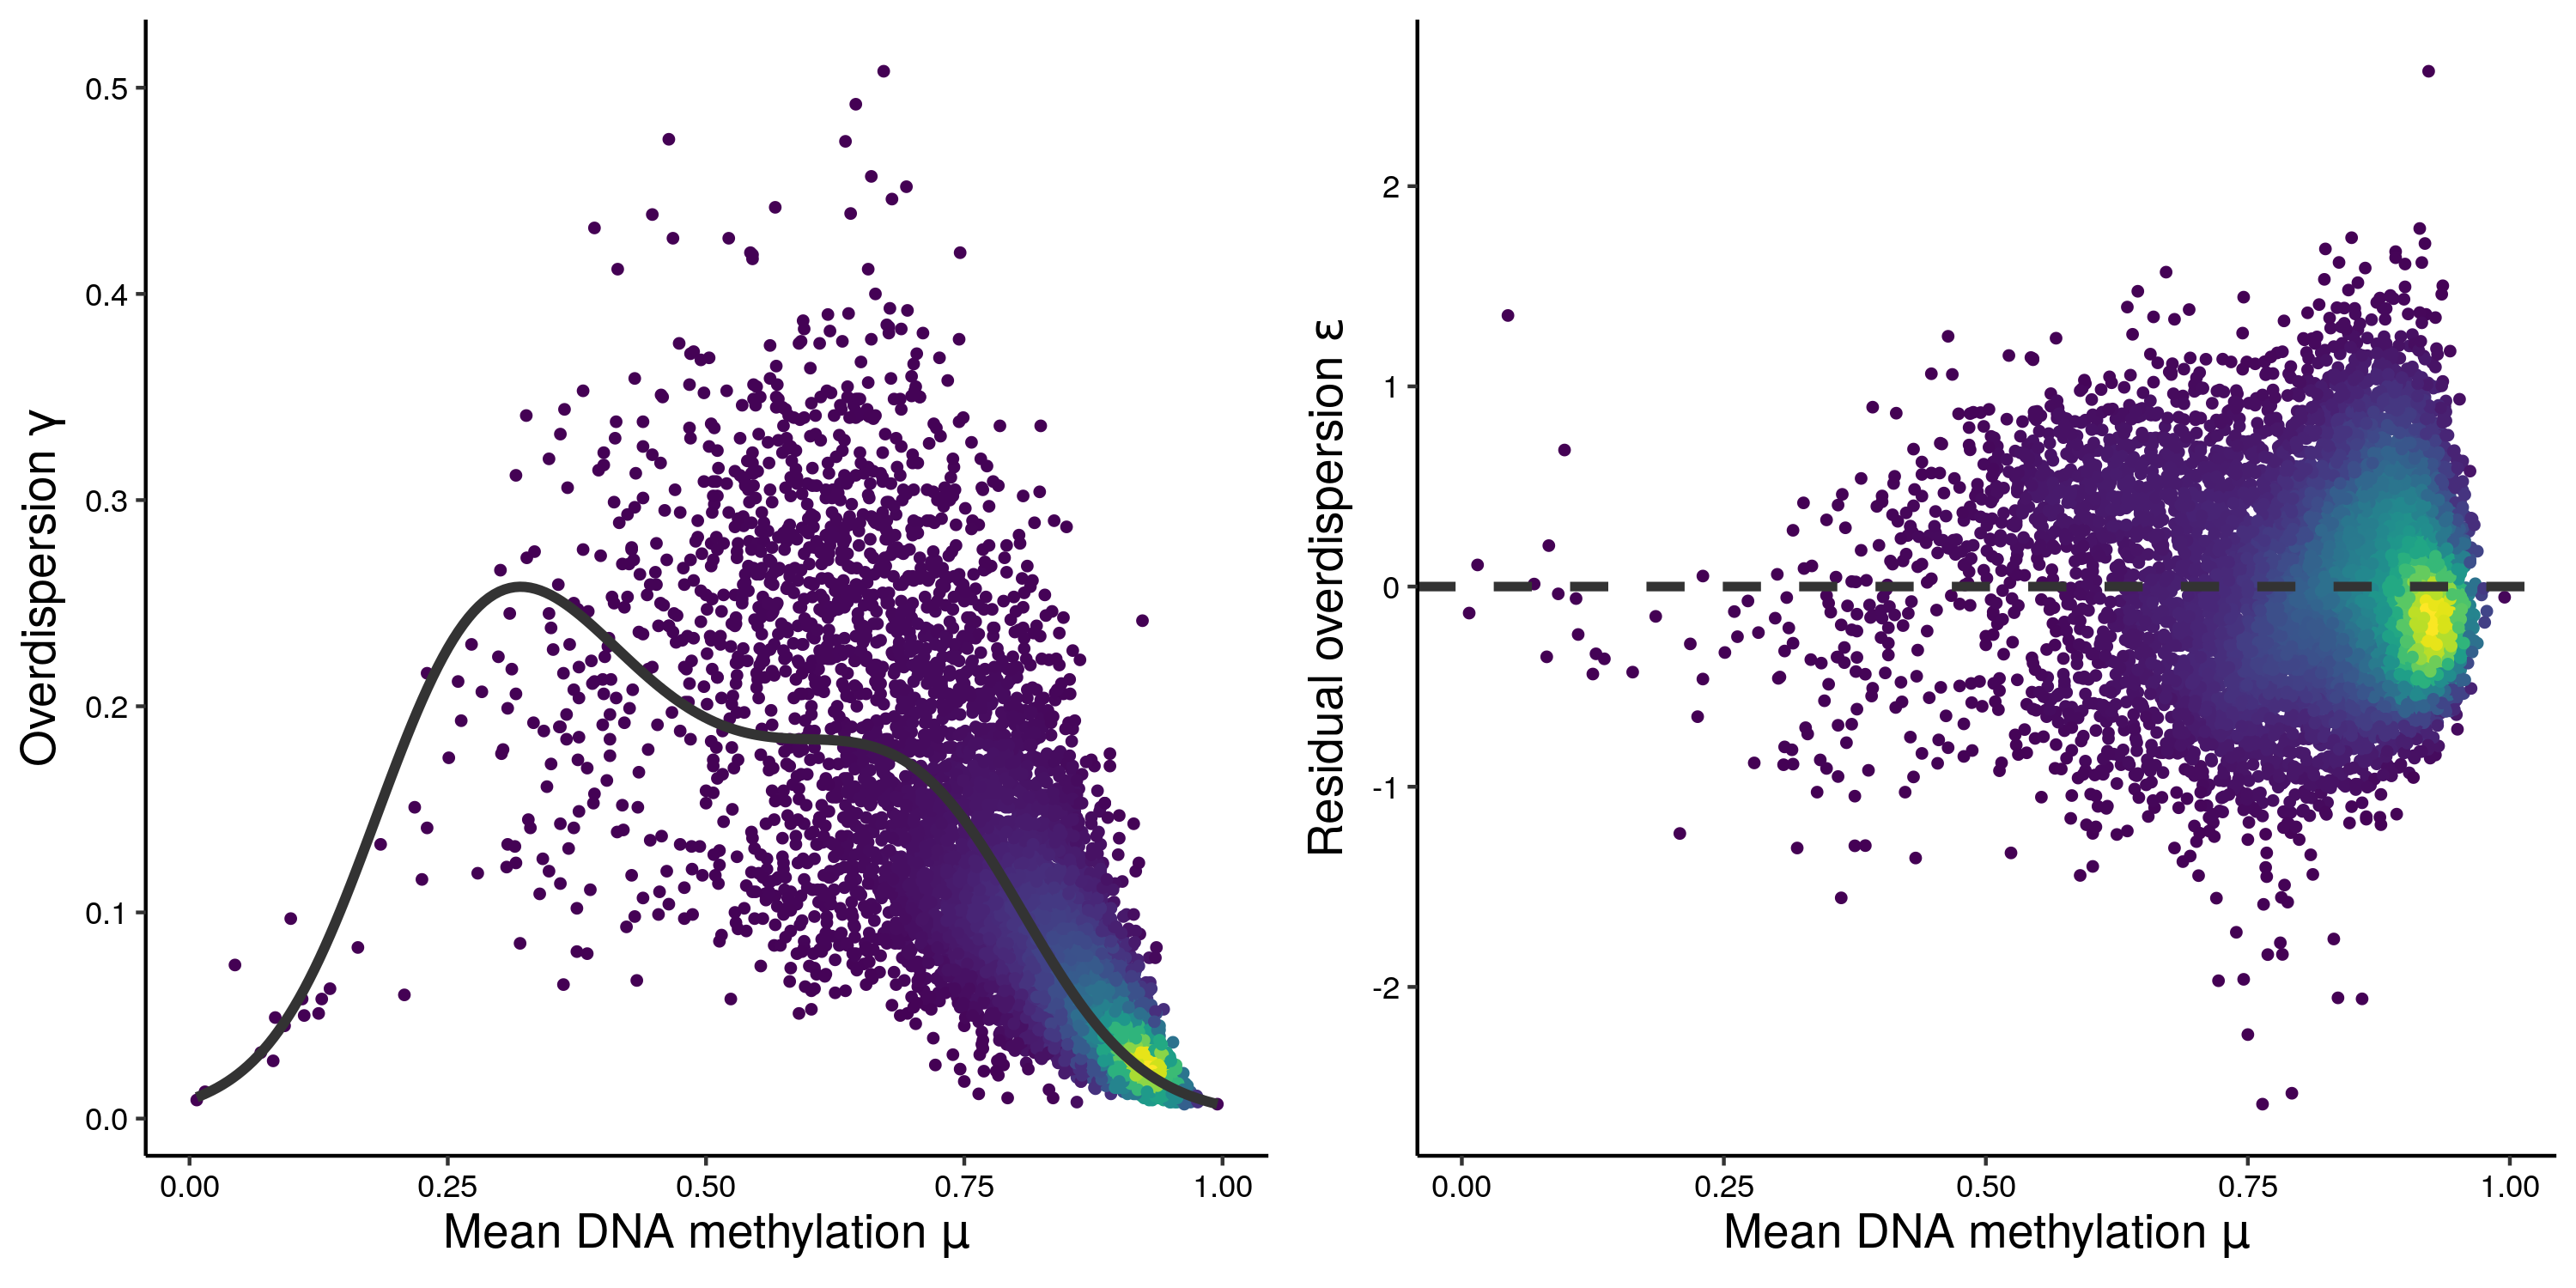 Overdispersion γ
0.5
0.4
0.3
0.2
0.1
0.0
0.00 0.25 0.50 0.75 1.00
Mean DNA methylation μ
Residual overdispersion ε
2
1
0
-1
-2
0.00 0.25 0.50 0.75 1.00
Mean DNA methylation μ